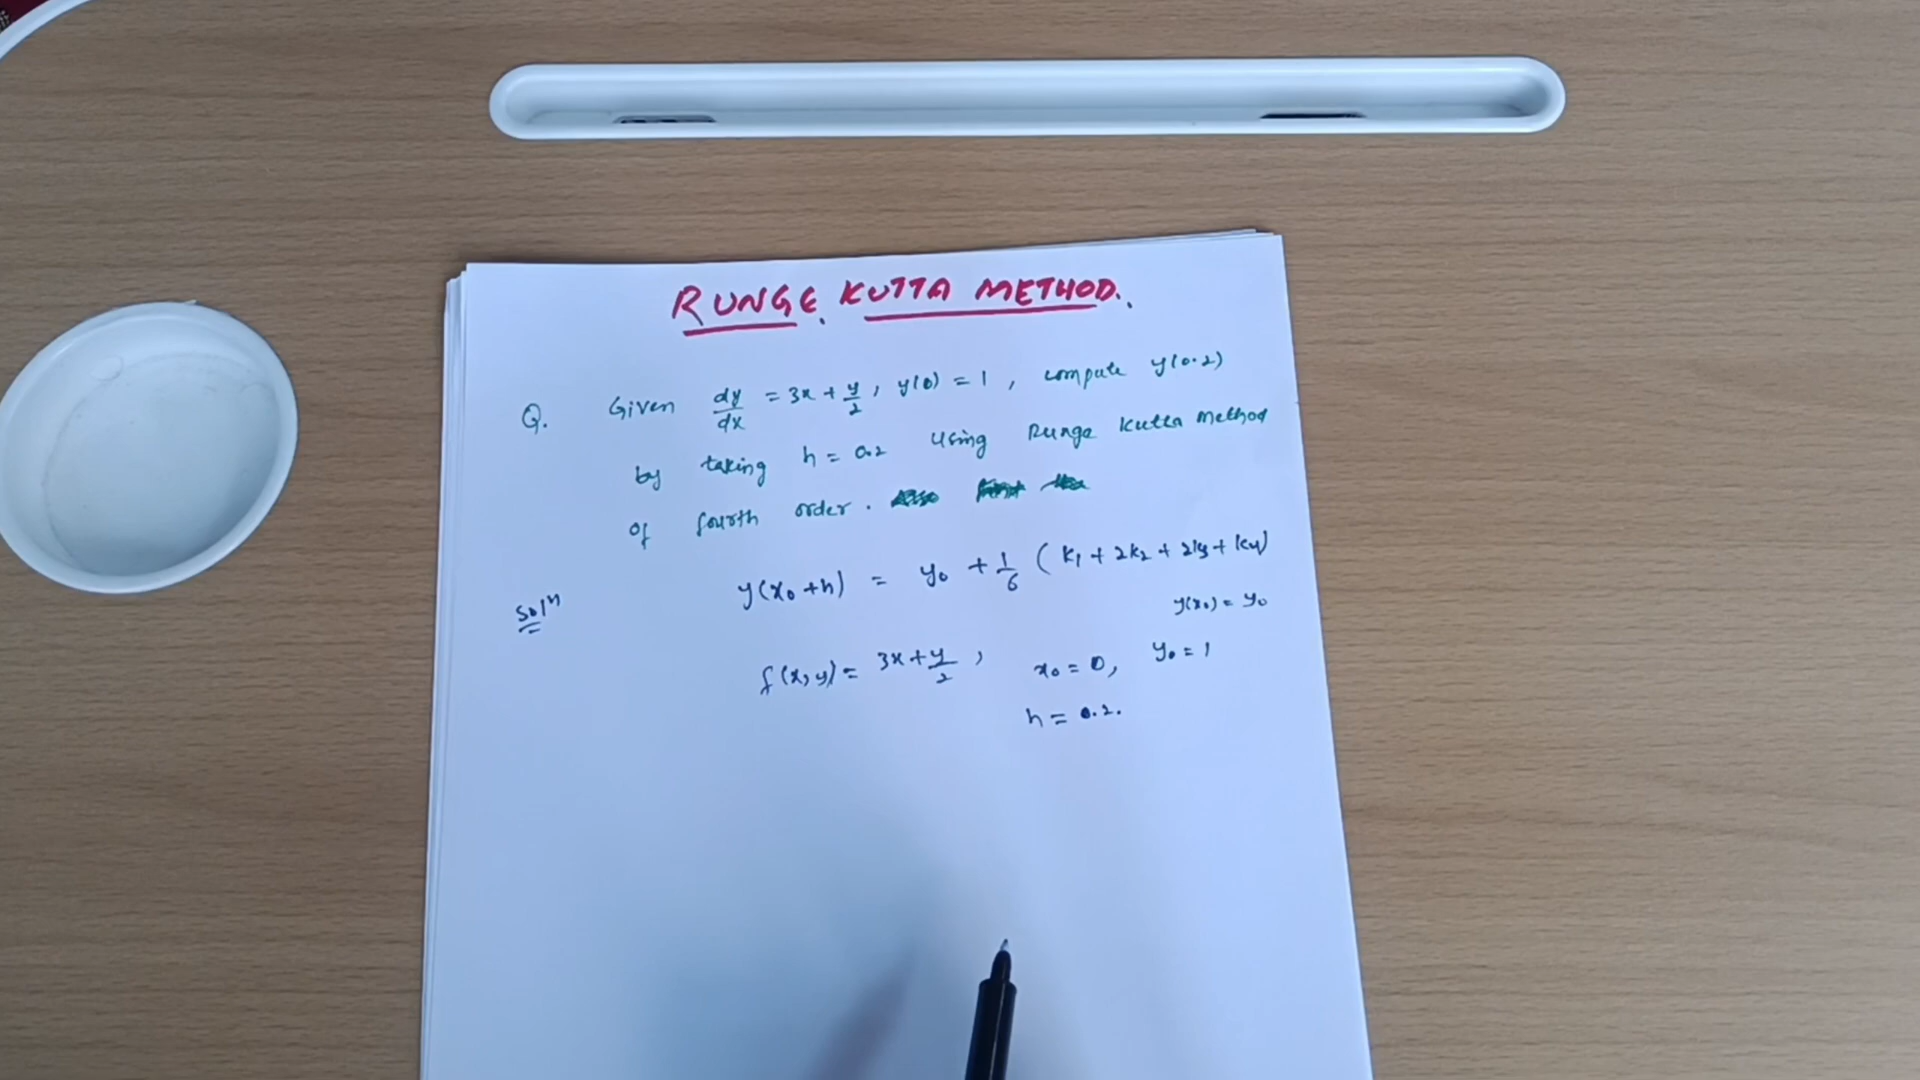 RUNGE KUTTA METHOD.
Q. Given dy/dx = 3x + y/2, y(0) = 1, compute y(0.2)
by taking h = 0.2 using Runge Kutta Method
of fourth order.
Solⁿ y(x₀+h) = y₀ + 1/6 (k₁ + 2k₂ + 2k₃ + k₄)
y(x₀) = y₀
f(x,y) = 3x + y/2, x₀ = 0, y₀ = 1
h = 0.2.